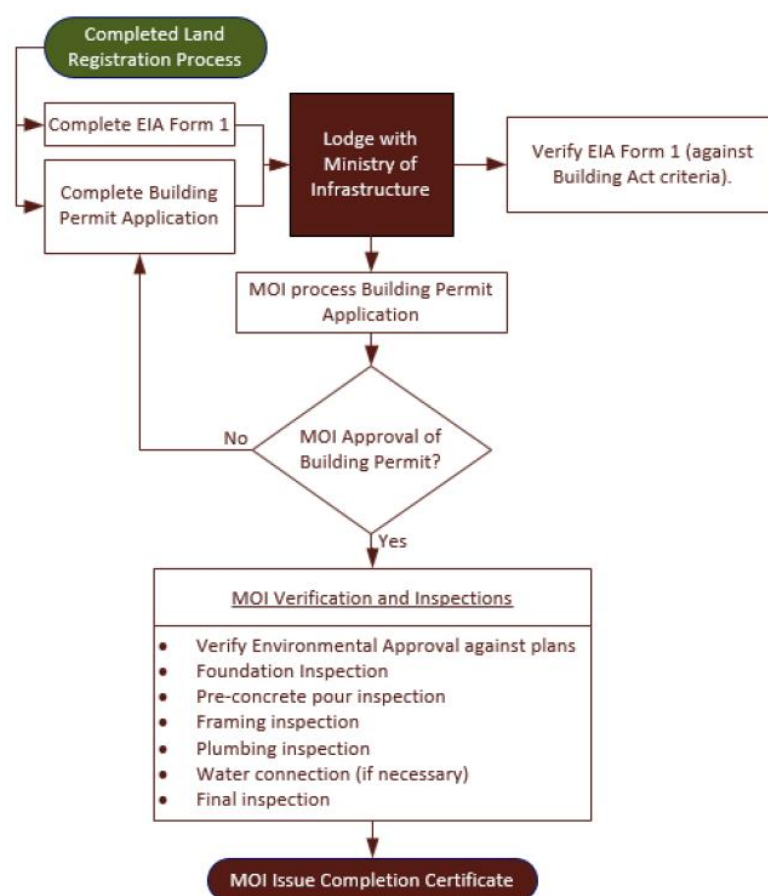 Completed Land
Registration Process
Complete EIA Form 1
Complete Building
Permit Application
Lodge with
Ministry of
Infrastructure
Verify EIA Form 1 (against
Building Act criteria).
MOI process Building Permit
Application
No
MOI Approval of
Building Permit?
Yes
MOI Verification and Inspections
• Verify Environmental Approval against plans
• Foundation Inspection
• Pre-concrete pour inspection
• Framing inspection
• Plumbing inspection
• Water connection (if necessary)
• Final inspection
MOI Issue Completion Certificate